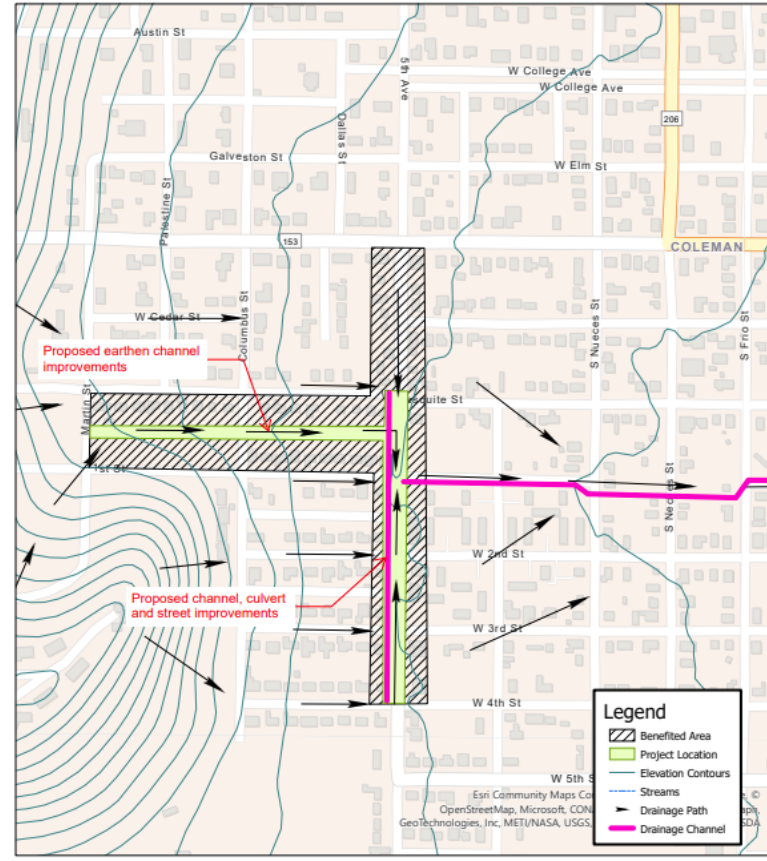 Austin St
5th Ave
W College Ave
W College Ave
206
Dallas St
Galveston St
W Elm St
Palestine St
153
COLEMAN
W Cedar St
Columbus St
S Nueces St
S Frio St
Proposed earthen channel
improvements
Martin St
esquite St
1st St
S Neches St
W 2nd St
Proposed channel, culvert
and street improvements
W 3rd St
W 4th St
W 5th S
Legend
Benefited Area
Project Location
Elevation Contours
Streams
Drainage Path
Drainage Channel
Esri Community Maps Co
©
OpenStreetMap, Microsoft, CON
GeoTechnologies, Inc, METI/NASA, USGS,